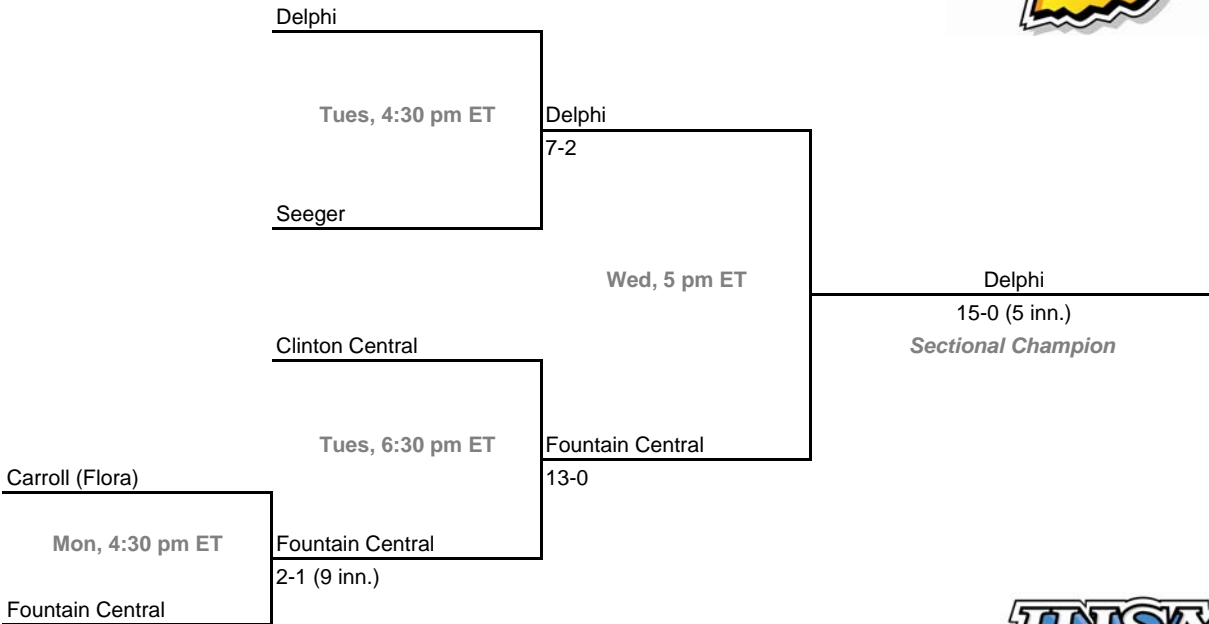 Delphi
Tues, 4:30 pm ET
Delphi
7-2
Seeger
Wed, 5 pm ET
Delphi
15-0 (5 inn.)
Sectional Champion
Clinton Central
Tues, 6:30 pm ET
Fountain Central
13-0
Carroll (Flora)
Mon, 4:30 pm ET
Fountain Central
2-1 (9 inn.)
Fountain Central